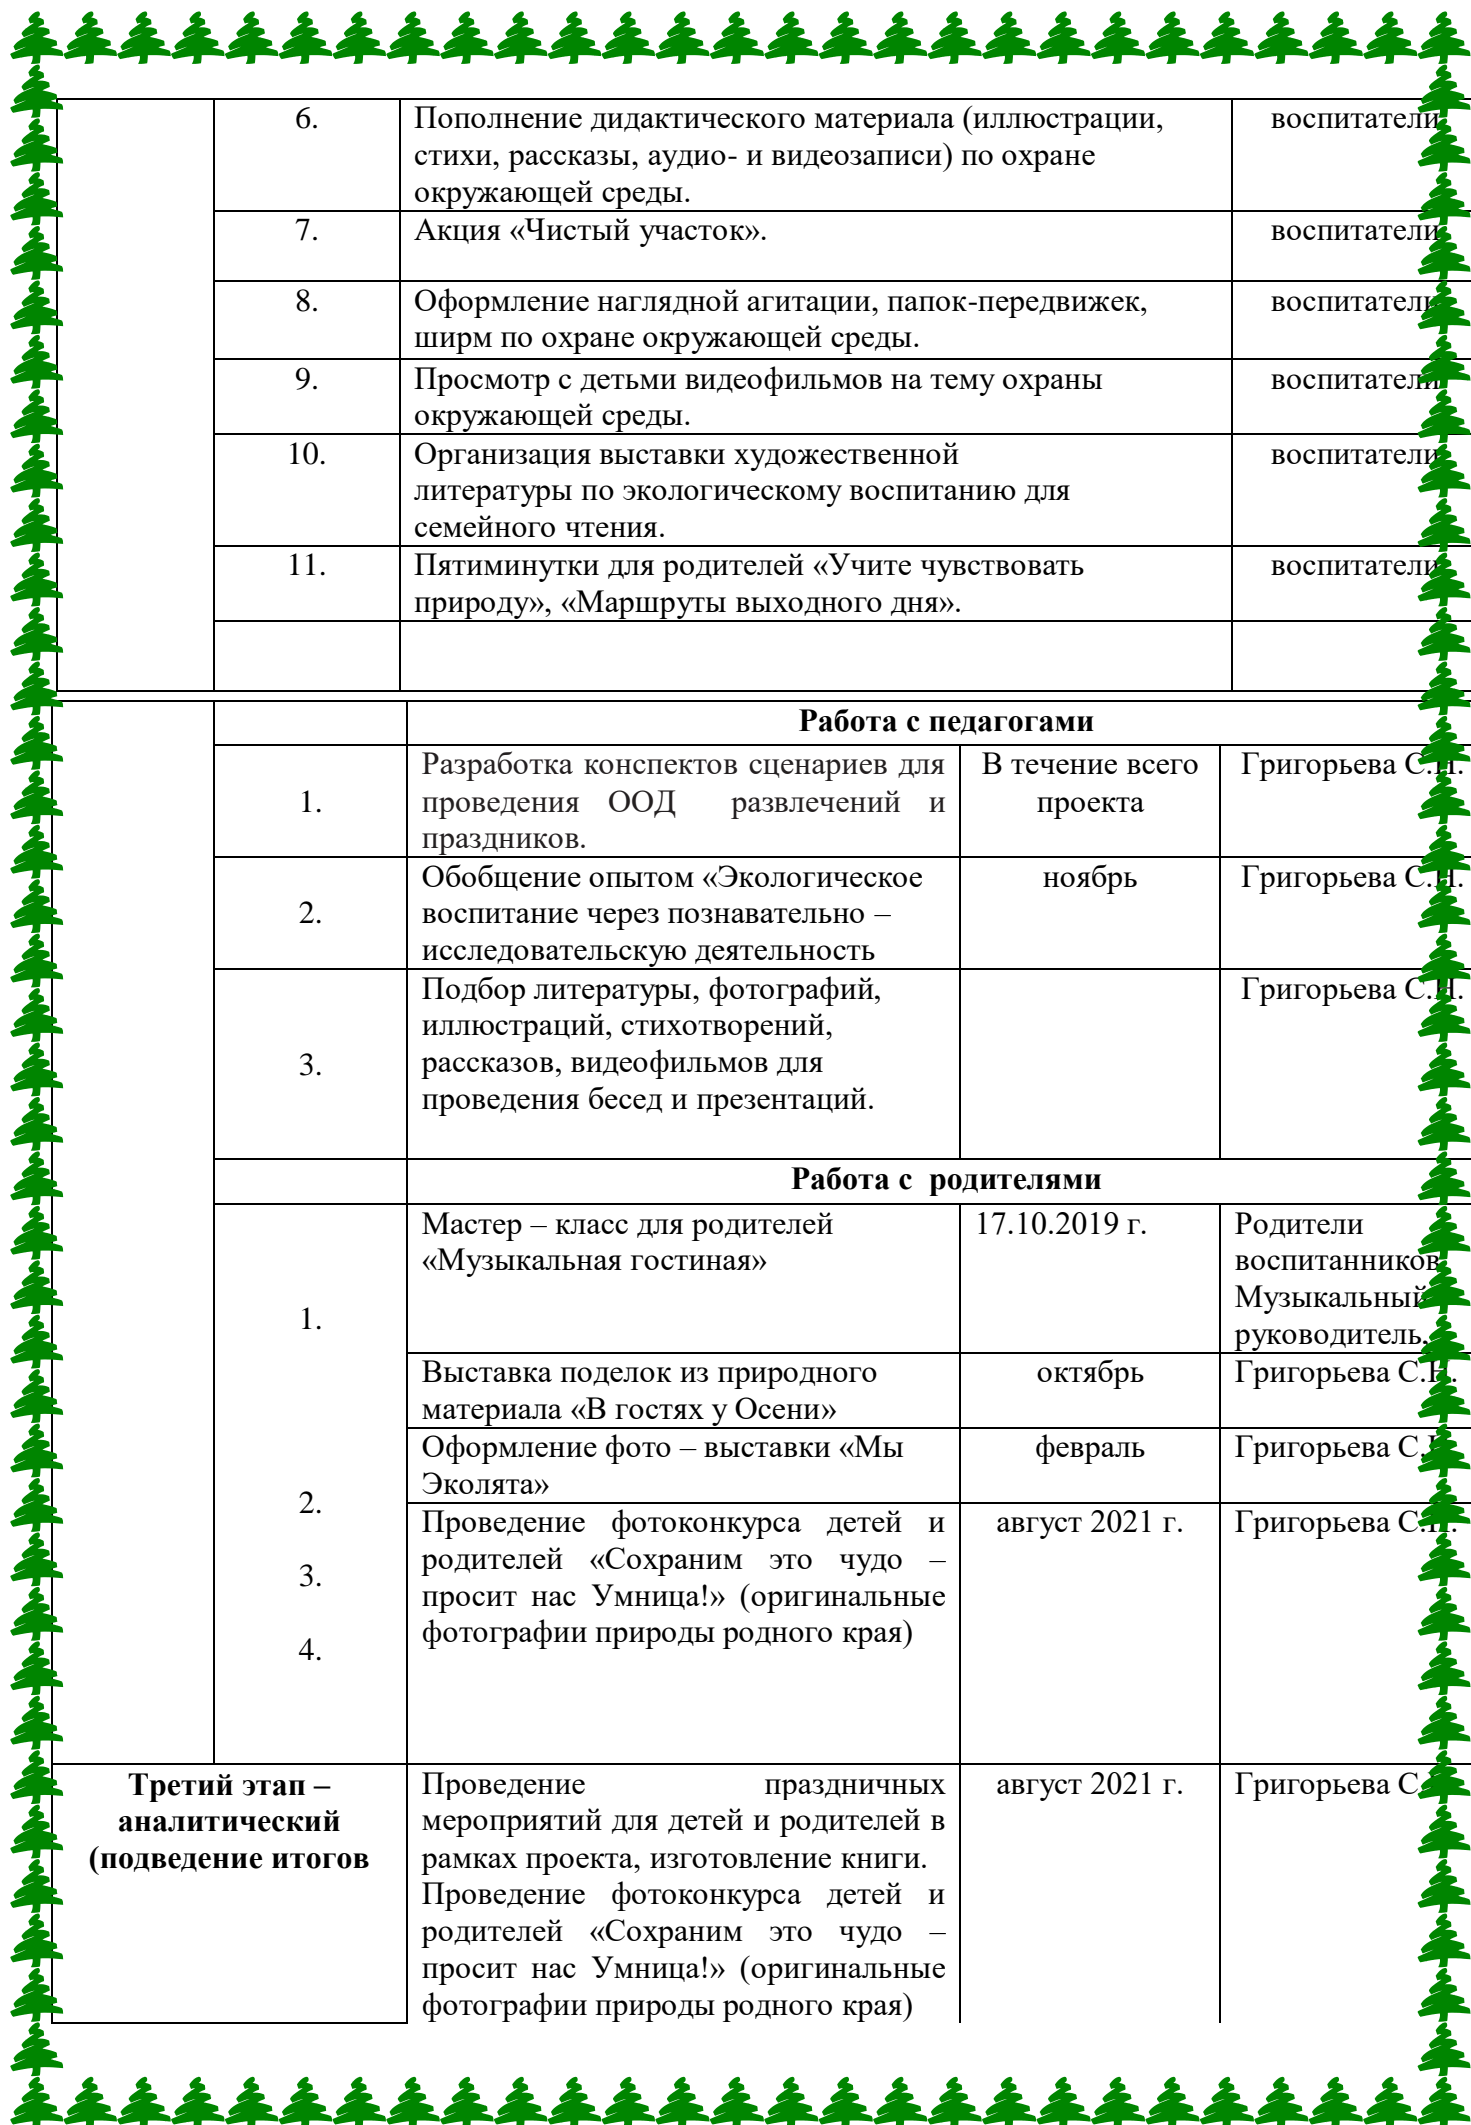 6.
Пополнение дидактического материала (иллюстрации,
стихи, рассказы, аудио- и видеозаписи) по охране
окружающей среды.
воспитатели
7.
Акция «Чистый участок».
воспитатели
8.
Оформление наглядной агитации, папок-передвижек,
ширм по охране окружающей среды.
воспитатели
9.
Просмотр с детьми видеофильмов на тему охраны
окружающей среды.
воспитатели
10.
Организация выставки художественной
литературы по экологическому воспитанию для
семейного чтения.
воспитатели
11.
Пятиминутки для родителей «Учите чувствовать
природу», «Маршруты выходного дня».
воспитатели
Работа с педагогами
1.
Разработка конспектов сценариев для
проведения ООД развлечений и
праздников.
В течение всего
проекта
Григорьева С.Н.
2.
Обобщение опытом «Экологическое
воспитание через познавательно –
исследовательскую деятельность
ноябрь
Григорьева С.Н.
3.
Подбор литературы, фотографий,
иллюстраций, стихотворений,
рассказов, видеофильмов для
проведения бесед и презентаций.
Григорьева С.Н.
Работа с родителями
1.
Мастер – класс для родителей
«Музыкальная гостиная»
17.10.2019 г.
Родители
воспитанников
Музыкальный
руководитель.
Выставка поделок из природного
материала «В гостях у Осени»
октябрь
Григорьева С.Н.
Оформление фото – выставки «Мы
Эколята»
февраль
Григорьева С.
2.
3.
4.
Проведение фотоконкурса детей и
родителей «Сохраним это чудо –
просит нас Умница!» (оригинальные
фотографии природы родного края)
август 2021 г.
Григорьева С.Н.
Третий этап –
аналитический
(подведение итогов
Проведение праздничных
мероприятий для детей и родителей в
рамках проекта, изготовление книги.
Проведение фотоконкурса детей и
родителей «Сохраним это чудо –
просит нас Умница!» (оригинальные
фотографии природы родного края)
август 2021 г.
Григорьева С